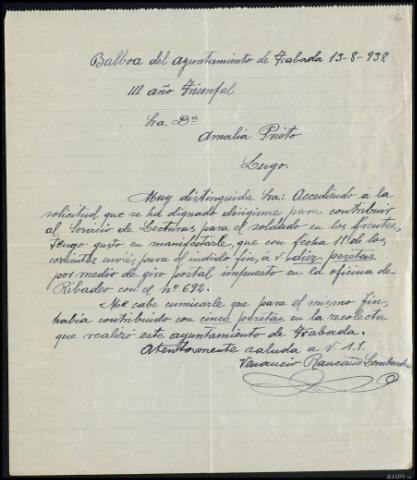 Balboa del ayuntamiento de Trabada 13-8-938
III año Triunfal
Sra. Dª
Amalia Prieto
Lugo.
Muy distinguida Sra: Accediendo a la
solicitud que se ha dignado dirigirme para contribuir
al Servicio de Lecturas para el soldado en los frentes,
tengo gusto en manifestarle, que con fecha 11 de los
corrientes envié, para el indicado fin, a V. diez pesetas
por medio de giro postal impuesto en la oficina de
Ribadeo con el nº 692.
Me cabe cumicarle que para el mismo fin,
había contribuido con cinco pesetas en la recolecta
que realizó este ayuntamiento de Trabada.
Atentamente saluda a V. S. S.
Venancio Rancaño Lombardero